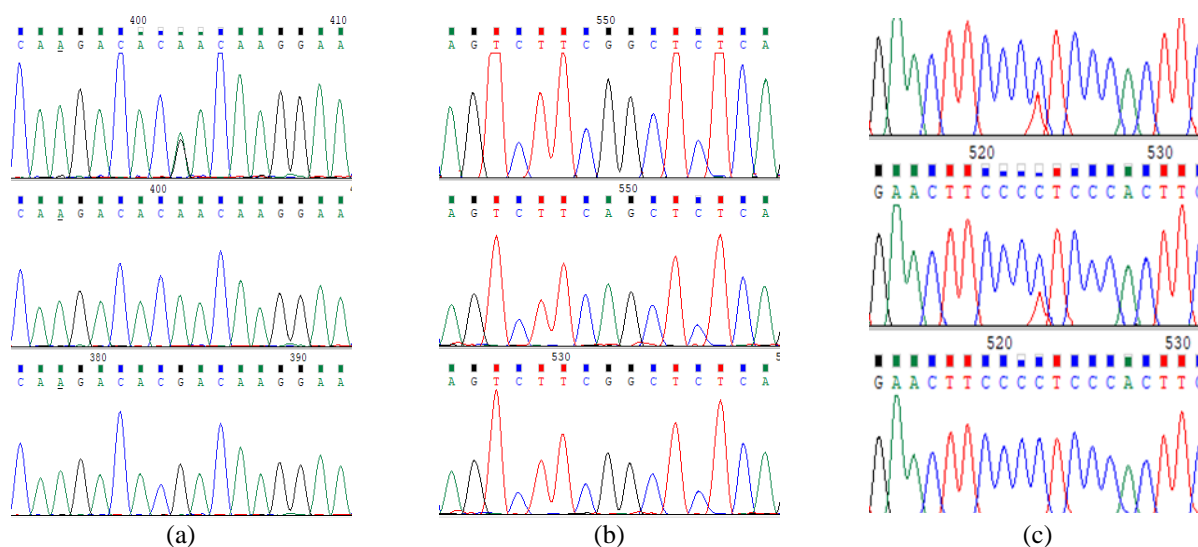 400 410
C A A G A C A C A A C A A G G A A
400
C A A G A C A C A A C A A G G A A
380 390
C A A G A C A C G A C A A G G A A
(a)
550
A G T C T T C G G C T C T C A
550
A G T C T T C A G C T C T C A
530
A G T C T T C G G C T C T C A
(b)
520 530
G A A C T T C C C C T C C C A C T T
520 530
G A A C T T C C C C T C C C A C T T C
(c)